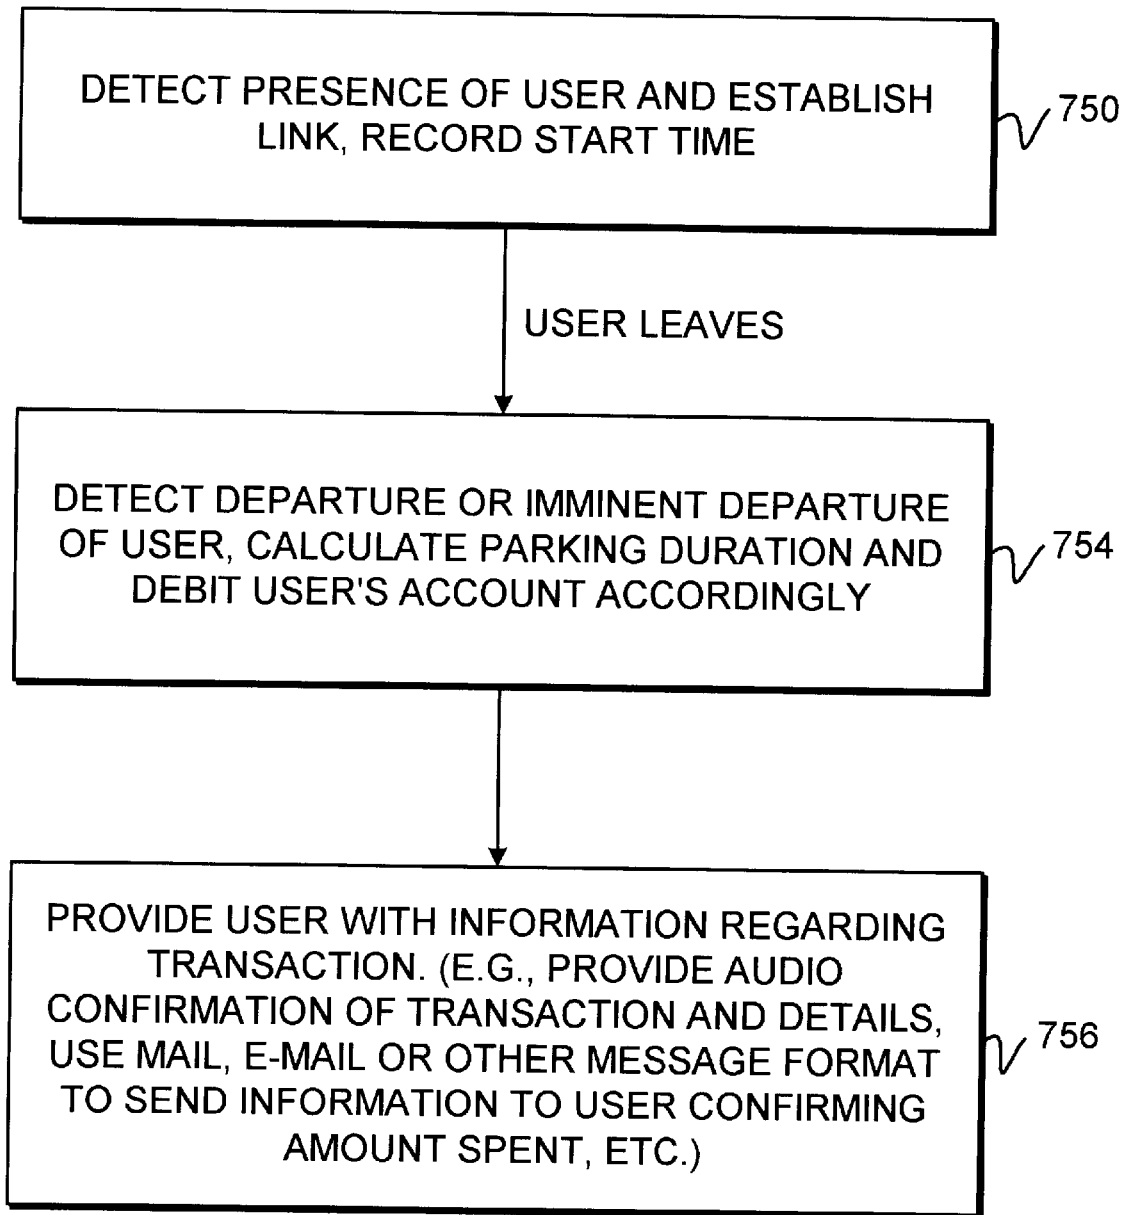 DETECT PRESENCE OF USER AND ESTABLISH
LINK, RECORD START TIME
750
USER LEAVES
DETECT DEPARTURE OR IMMINENT DEPARTURE
OF USER, CALCULATE PARKING DURATION AND
DEBIT USER'S ACCOUNT ACCORDINGLY
754
PROVIDE USER WITH INFORMATION REGARDING
TRANSACTION. (E.G., PROVIDE AUDIO
CONFIRMATION OF TRANSACTION AND DETAILS,
USE MAIL, E-MAIL OR OTHER MESSAGE FORMAT
TO SEND INFORMATION TO USER CONFIRMING
AMOUNT SPENT, ETC.)
756